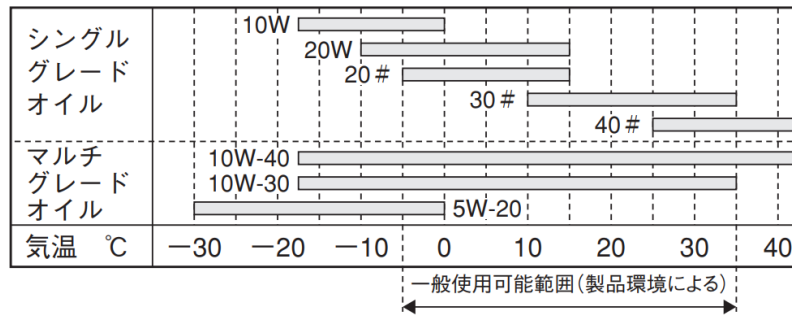 シングル
グレード
オイル
10W
20W
20#
30#
40#
マルチ
グレード
オイル
10W-40
10W-30
5W-20
気温 ℃ －30 －20 －10 0 10 20 30 40
一般使用可能範囲（製品環境による）